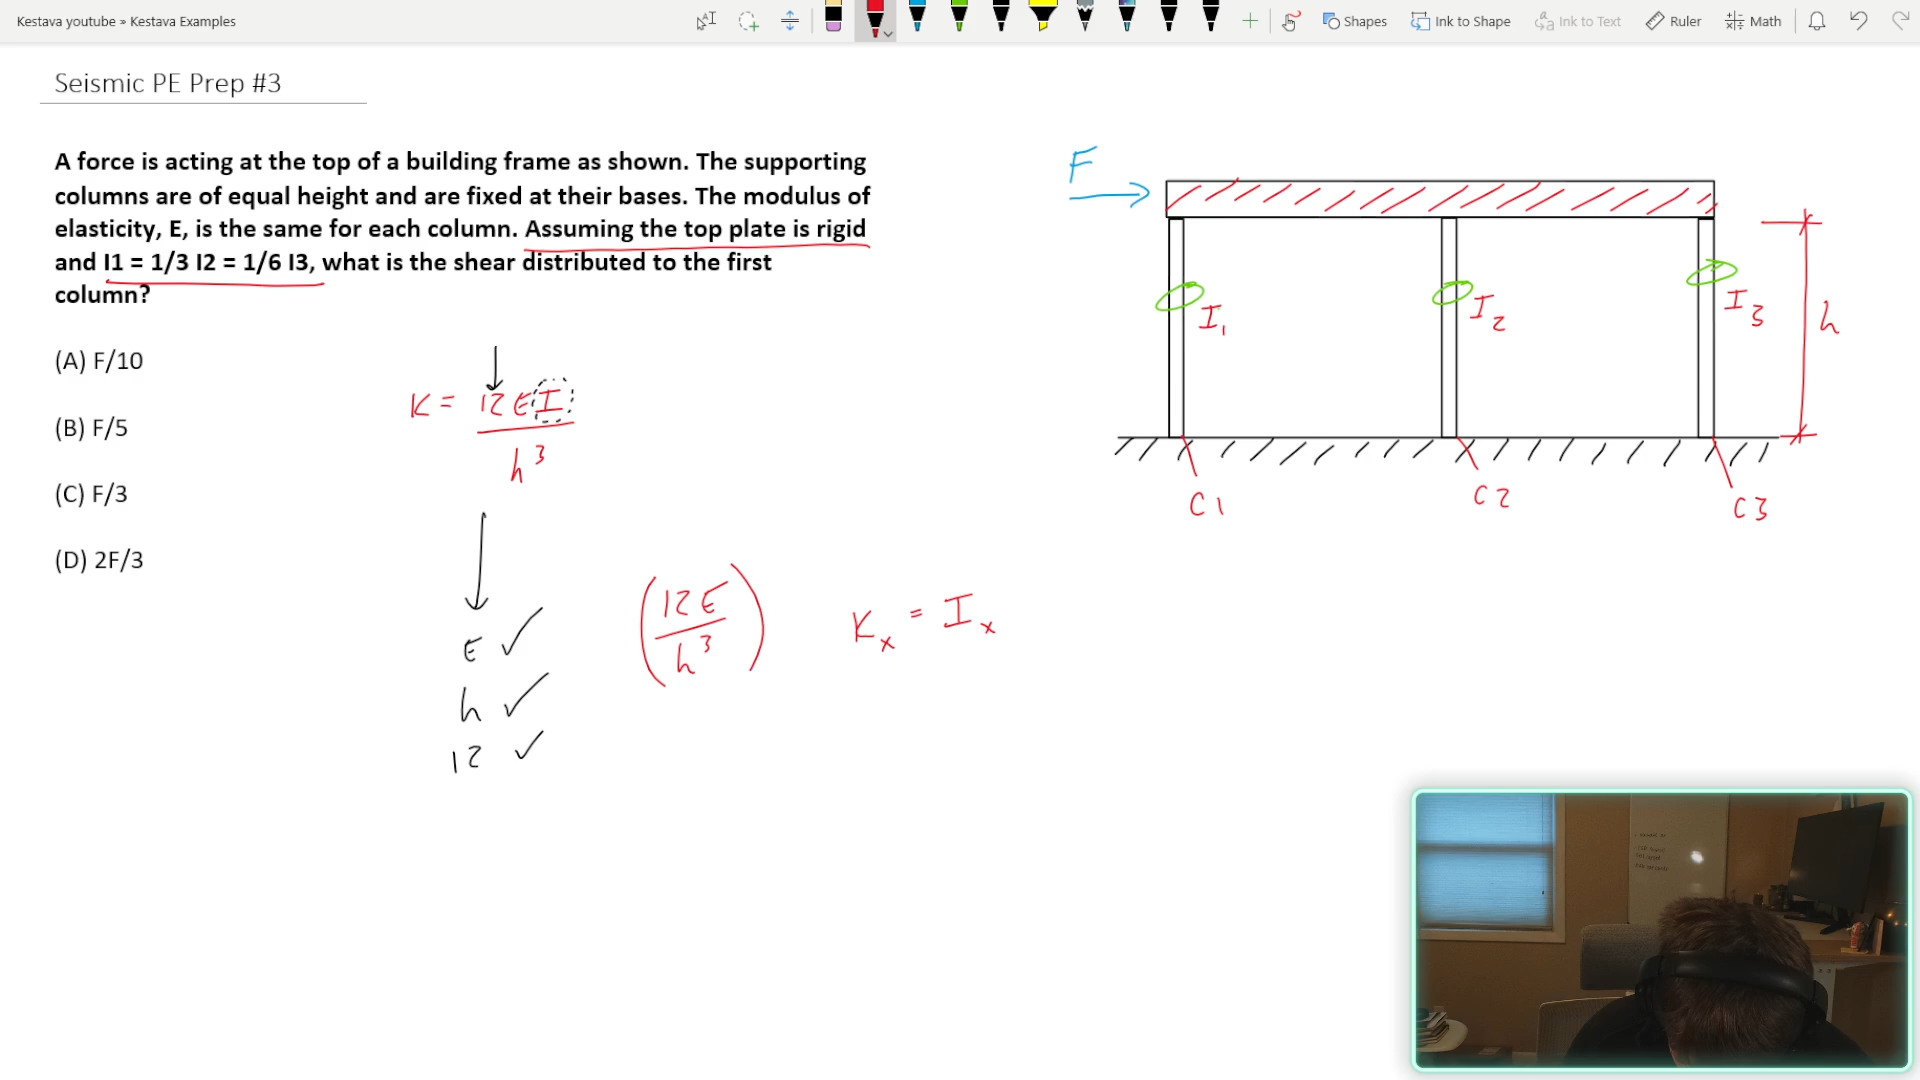 Kestava youtube » Kestava Examples
Shapes
Ink to Shape
Ink to Text
Ruler
Math
Seismic PE Prep #3
A force is acting at the top of a building frame as shown. The supporting
columns are of equal height and are fixed at their bases. The modulus of
elasticity, E, is the same for each column. Assuming the top plate is rigid
and I1 = 1/3 I2 = 1/6 I3, what is the shear distributed to the first
column?
(A) F/10
(B) F/5
(C) F/3
(D) 2F/3
K = 12EI
h³
E ✓
h ✓
12 ✓
(12E
h³)
Kₓ = Iₓ
F
I₁
I₂
I₃
h
C1
C2
C3